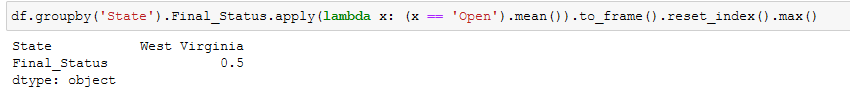 df.groupby('State').Final_Status.apply(lambda x: (x == 'Open').mean()).to_frame().reset_index().max()
State West Virginia
Final_Status 0.5
dtype: object